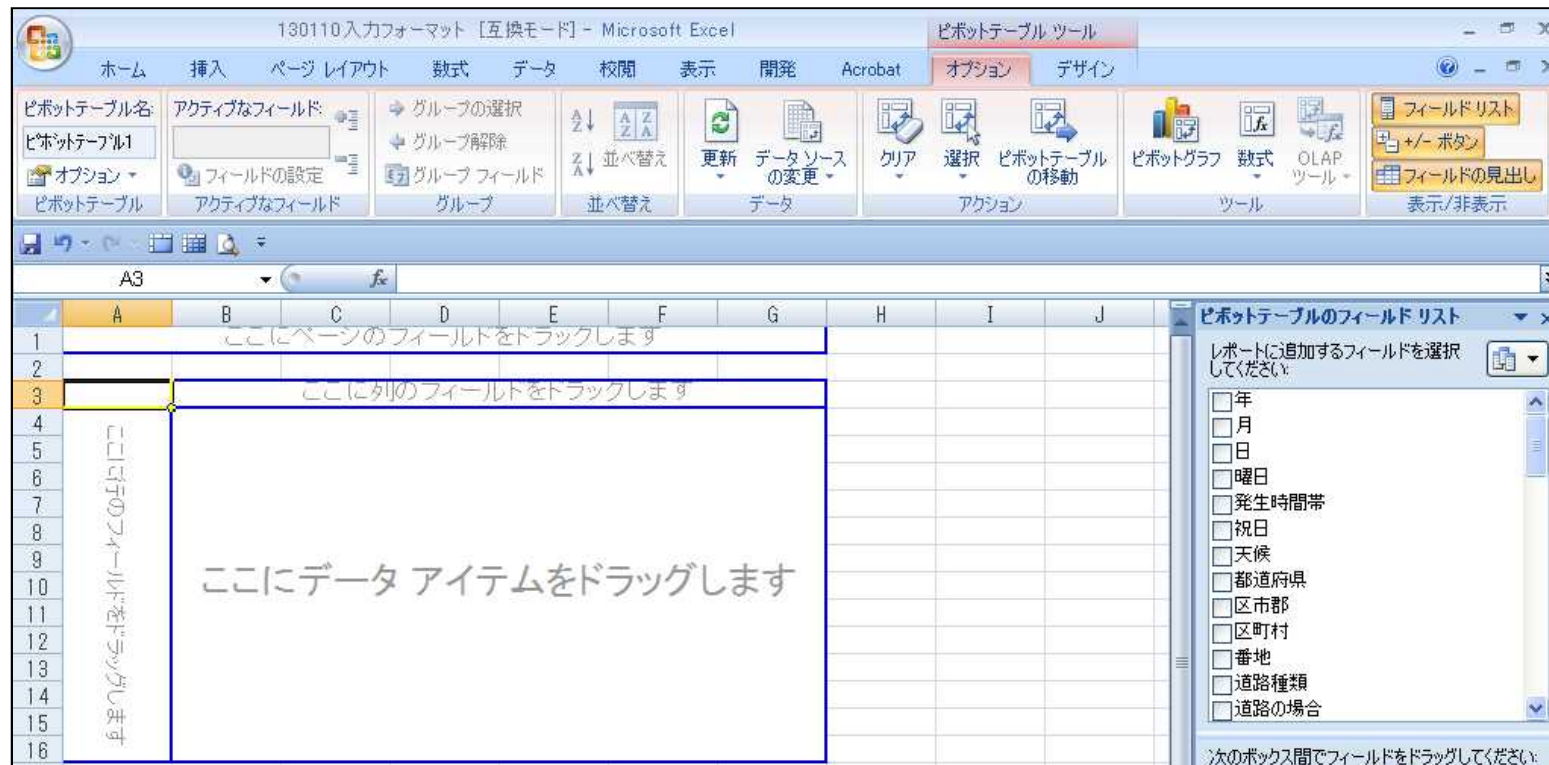 130110入力フォーマット [互換モード] - Microsoft Excel
ピボットテーブル ツール
ホーム 挿入 ページ レイアウト 数式 データ 校閲 表示 開発 Acrobat オプション デザイン
ピボットテーブル名:
ピボットテーブル1
オプション
ピボットテーブル
アクティブなフィールド:
フィールドの設定
アクティブなフィールド
グループの選択
グループ解除
グループ フィールド
グループ
並べ替え
並べ替え
更新
データ ソースの変更
データ
クリア
選択
ピボットテーブルの移動
アクション
ピボットグラフ
数式
OLAP ツール
ツール
フィールド リスト
+/- ボタン
フィールドの見出し
表示/非表示
A3
fx
A B C D E F G H I J
1
2
3
4
5
6
7
8
9
10
11
12
13
14
15
16
ここにページのフィールドをドラッグします
ここに列のフィールドをドラッグします
ここに行のフィールドをドラッグします
ここにデータ アイテムをドラッグします
ピボットテーブルのフィールド リスト
レポートに追加するフィールドを選択
してください:
年
月
日
曜日
発生時間帯
祝日
天候
都道府県
区市郡
区町村
番地
道路種類
道路の場合
次のボックス間でフィールドをドラッグしてください: